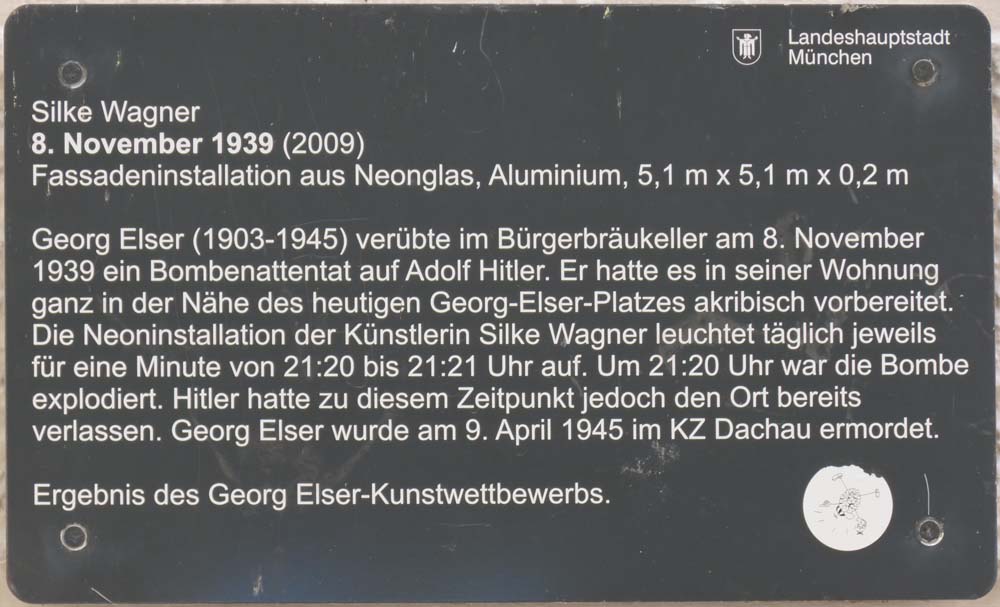 Landeshauptstadt
München
Silke Wagner
8. November 1939 (2009)
Fassadeninstallation aus Neonglas, Aluminium, 5,1 m x 5,1 m x 0,2 m
Georg Elser (1903-1945) verübte im Bürgerbräukeller am 8. November
1939 ein Bombenattentat auf Adolf Hitler. Er hatte es in seiner Wohnung
ganz in der Nähe des heutigen Georg-Elser-Platzes akribisch vorbereitet.
Die Neoninstallation der Künstlerin Silke Wagner leuchtet täglich jeweils
für eine Minute von 21:20 bis 21:21 Uhr auf. Um 21:20 Uhr war die Bombe
explodiert. Hitler hatte zu diesem Zeitpunkt jedoch den Ort bereits
verlassen. Georg Elser wurde am 9. April 1945 im KZ Dachau ermordet.
Ergebnis des Georg Elser-Kunstwettbewerbs.